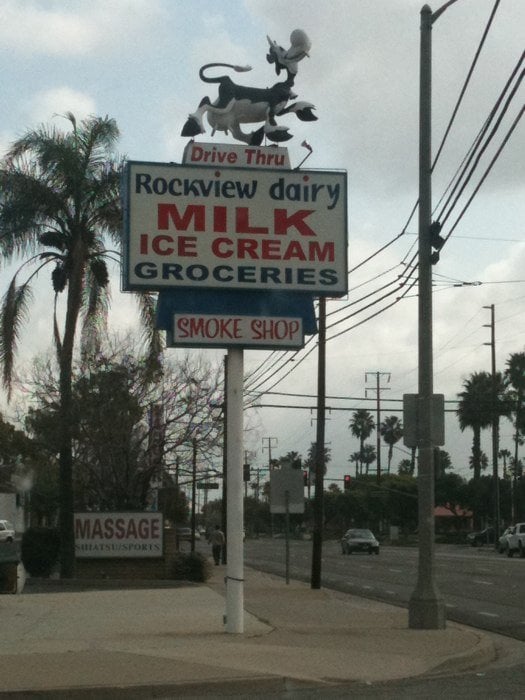 Drive Thru
Rockview dairy
MILK
ICE CREAM
GROCERIES
SMOKE SHOP
MASSAGE
SHIATSU/SPORTS